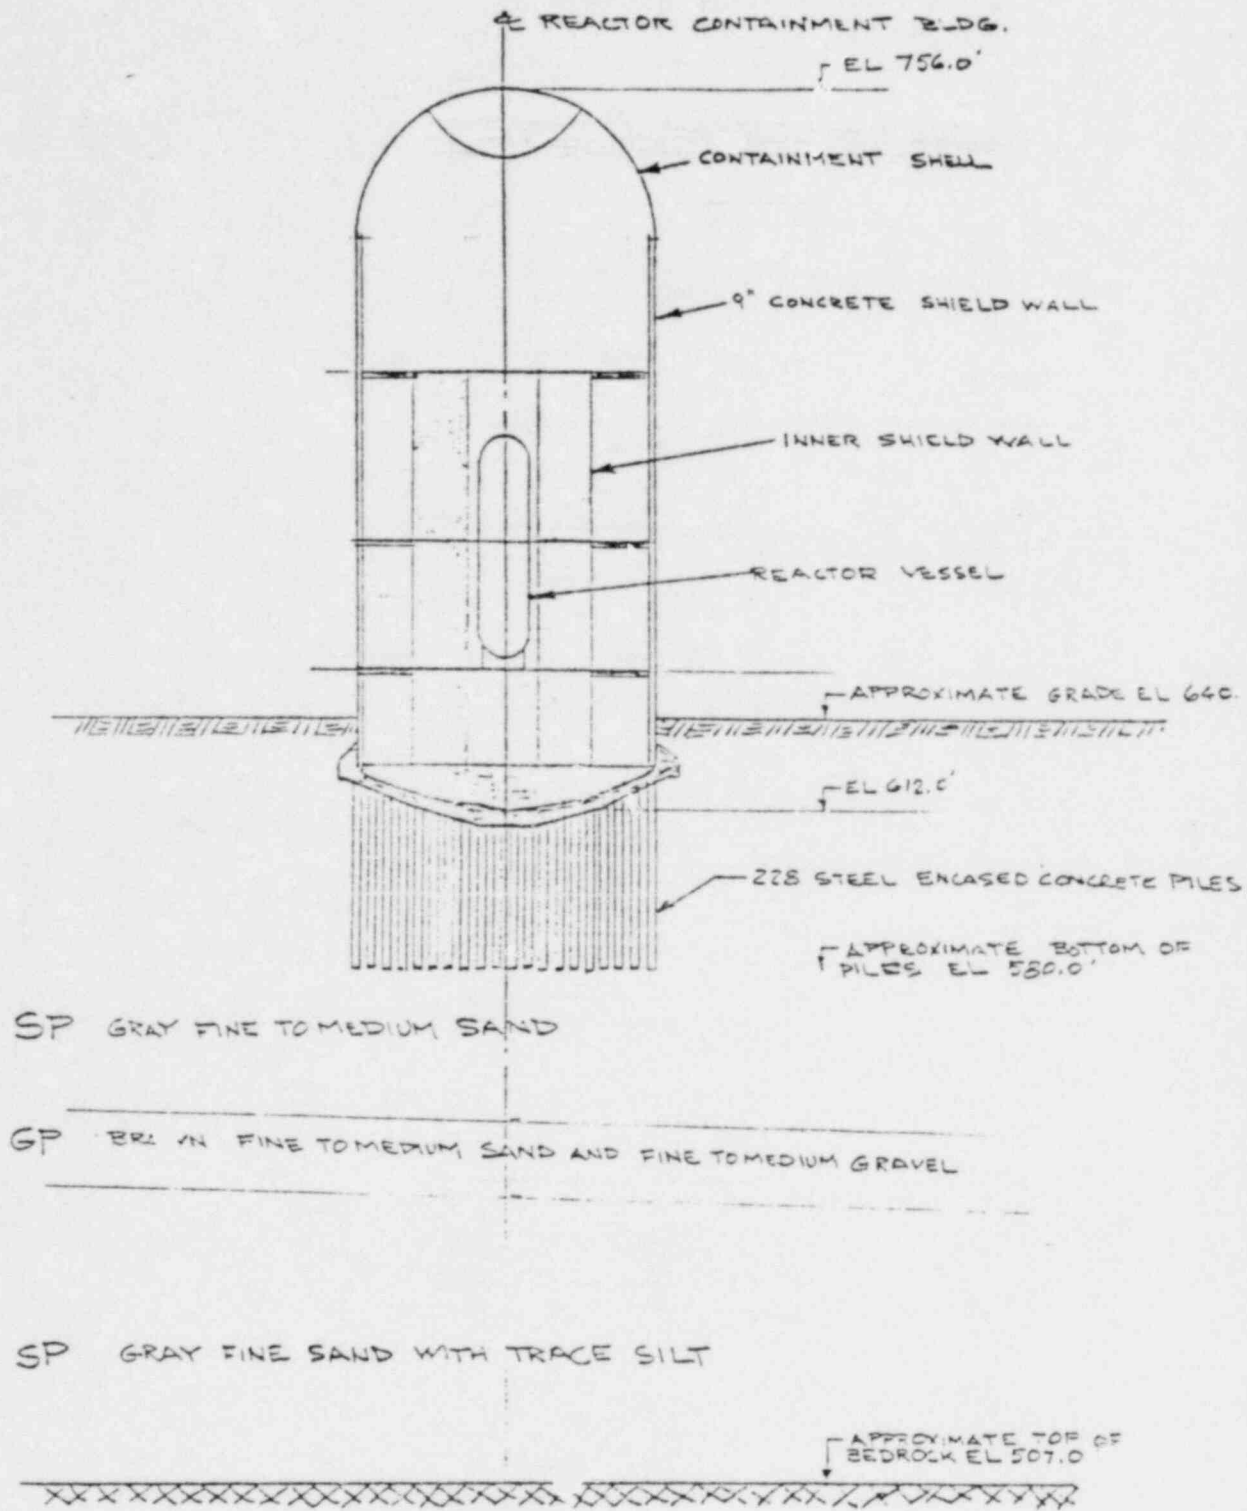 ℄ REACTOR CONTAINMENT BLDG.
EL 756.0'
CONTAINMENT SHELL
9" CONCRETE SHIELD WALL
INNER SHIELD WALL
REACTOR VESSEL
APPROXIMATE GRADE EL 640.
EL 612.0'
228 STEEL ENCASED CONCRETE PILES
APPROXIMATE BOTTOM OF
PILES EL 580.0'
SP GRAY FINE TO MEDIUM SAND
GP FINE TO MEDIUM SAND AND FINE TO MEDIUM GRAVEL
SP GRAY FINE SAND WITH TRACE SILT
APPROXIMATE TOP OF
BEDROCK EL 507.0